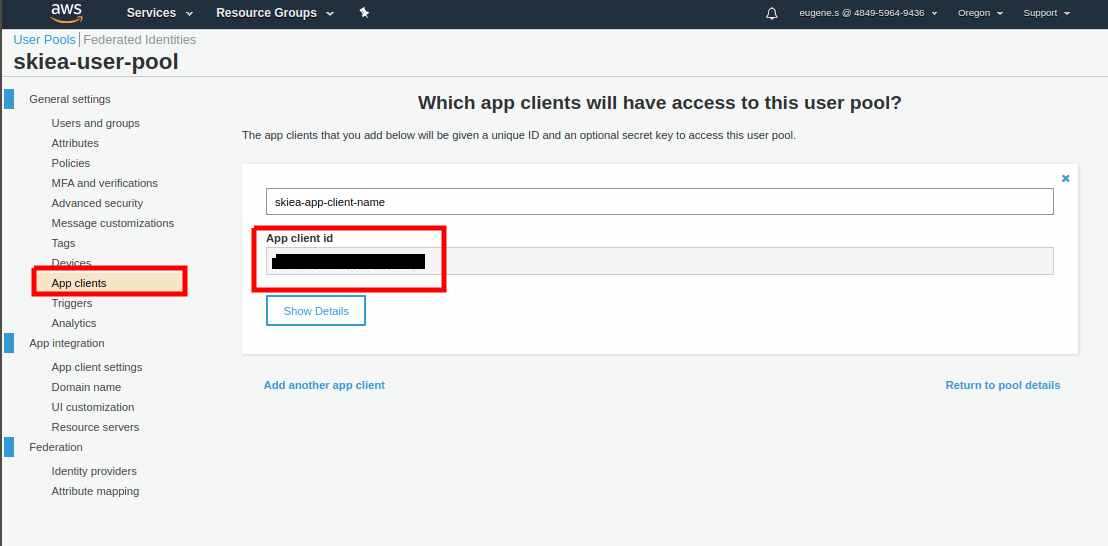 aws Services Resource Groups eugene.s @ 4849-5964-9436 Oregon Support
User Pools | Federated Identities
skiea-user-pool
General settings
Users and groups
Attributes
Policies
MFA and verifications
Advanced security
Message customizations
Tags
Devices
App clients
Triggers
Analytics
App integration
App client settings
Domain name
UI customization
Resource servers
Federation
Identity providers
Attribute mapping
Which app clients will have access to this user pool?
The app clients that you add below will be given a unique ID and an optional secret key to access this user pool.
skiea-app-client-name
App client id
Show Details
Add another app client
Return to pool details